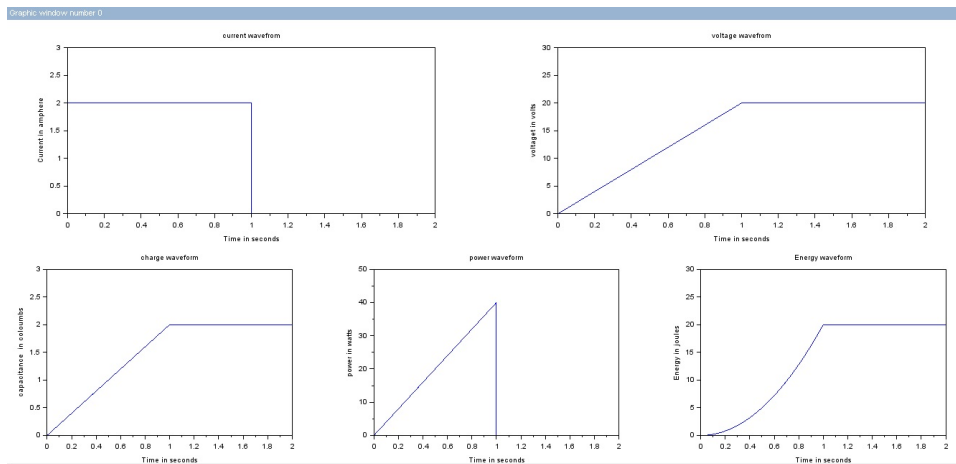 Graphic window number 0
current wavefrom
3
2.5
2
1.5
1
0.5
0
Current in amphere
0 0.2 0.4 0.6 0.8 1 1.2 1.4 1.6 1.8 2
Time in seconds
voltage wavefrom
30
25
20
15
10
5
0
voltaget in volts
0 0.2 0.4 0.6 0.8 1 1.2 1.4 1.6 1.8 2
Time in seconds
charge waveform
3
2.5
2
1.5
1
0.5
0
capacitance in coloumbs
0 0.2 0.4 0.6 0.8 1 1.2 1.4 1.6 1.8 2
Time in seconds
power waveform
50
40
30
20
10
0
power in watts
0 0.2 0.4 0.6 0.8 1 1.2 1.4 1.6 1.8 2
Time in seconds
Energy waveform
30
25
20
15
10
5
0
Energy in joules
0 0.2 0.4 0.6 0.8 1 1.2 1.4 1.6 1.8 2
Time in seconds